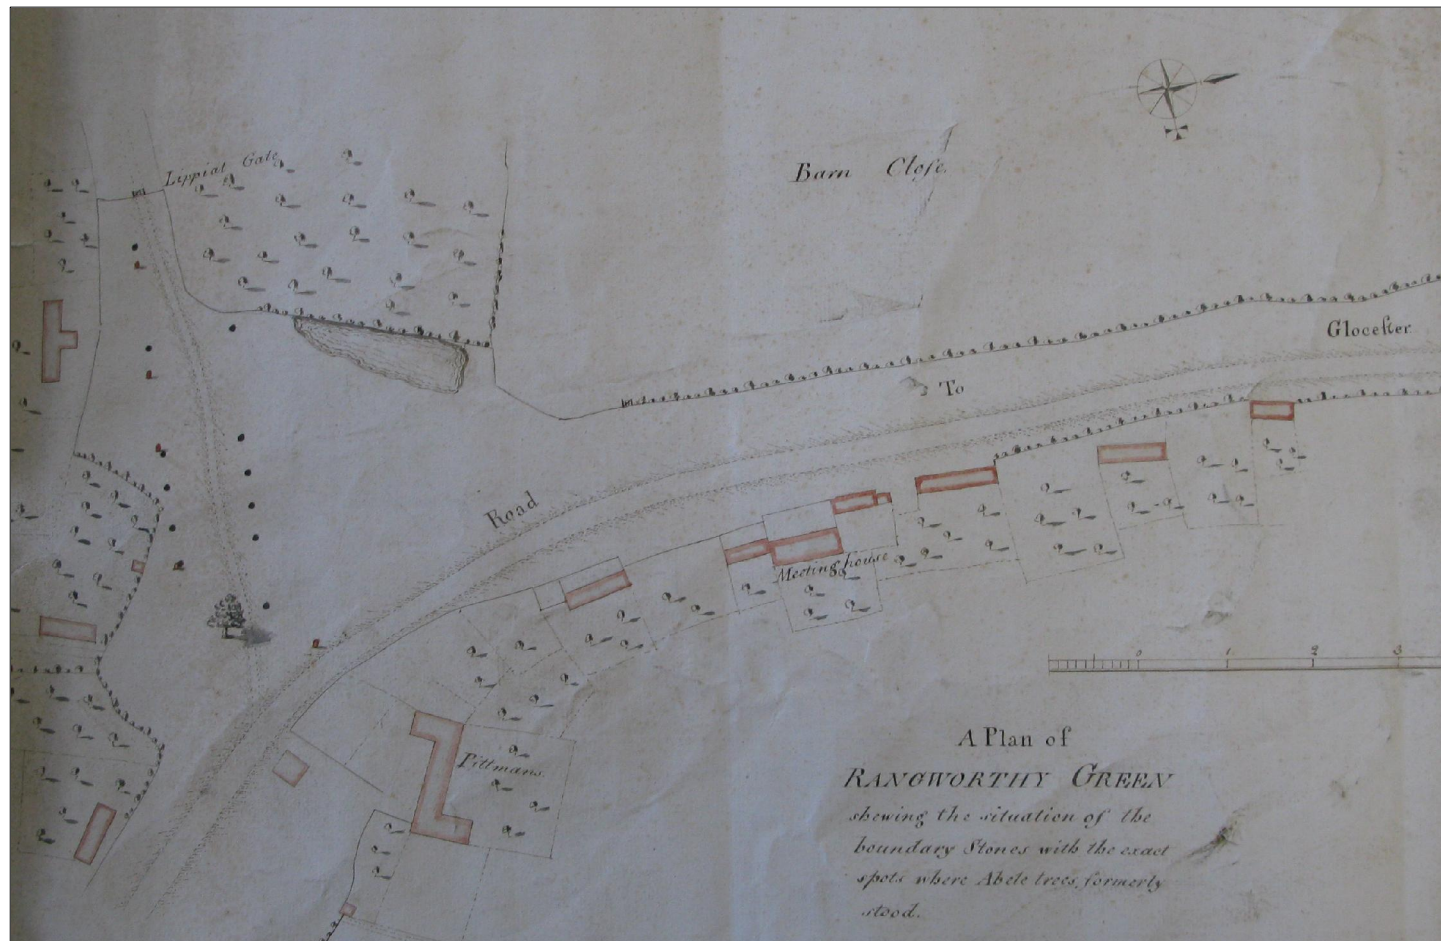 Lippiat Gate
Barn Close.
Glocester
To
Road
Meeting house
0 1 2 3
Pittmans.
A Plan of
RANGWORTHY GREEN
shewing the situation of the
boundary Stones with the exact
spots where Abele trees formerly
stood.